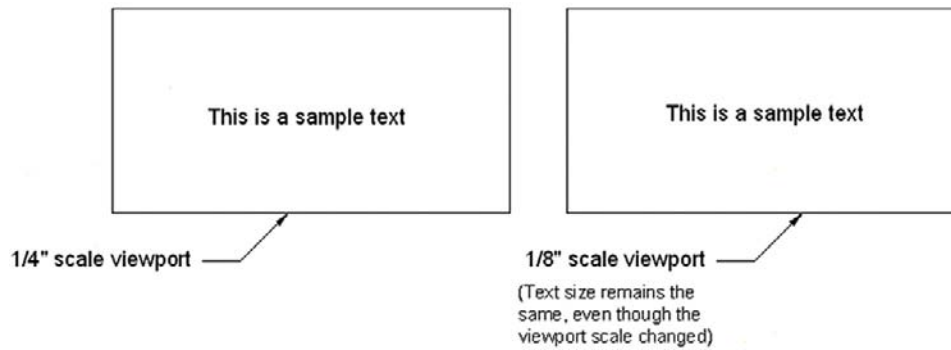 This is a sample text
This is a sample text
1/4" scale viewport
1/8" scale viewport
(Text size remains the
same, even though the
viewport scale changed)